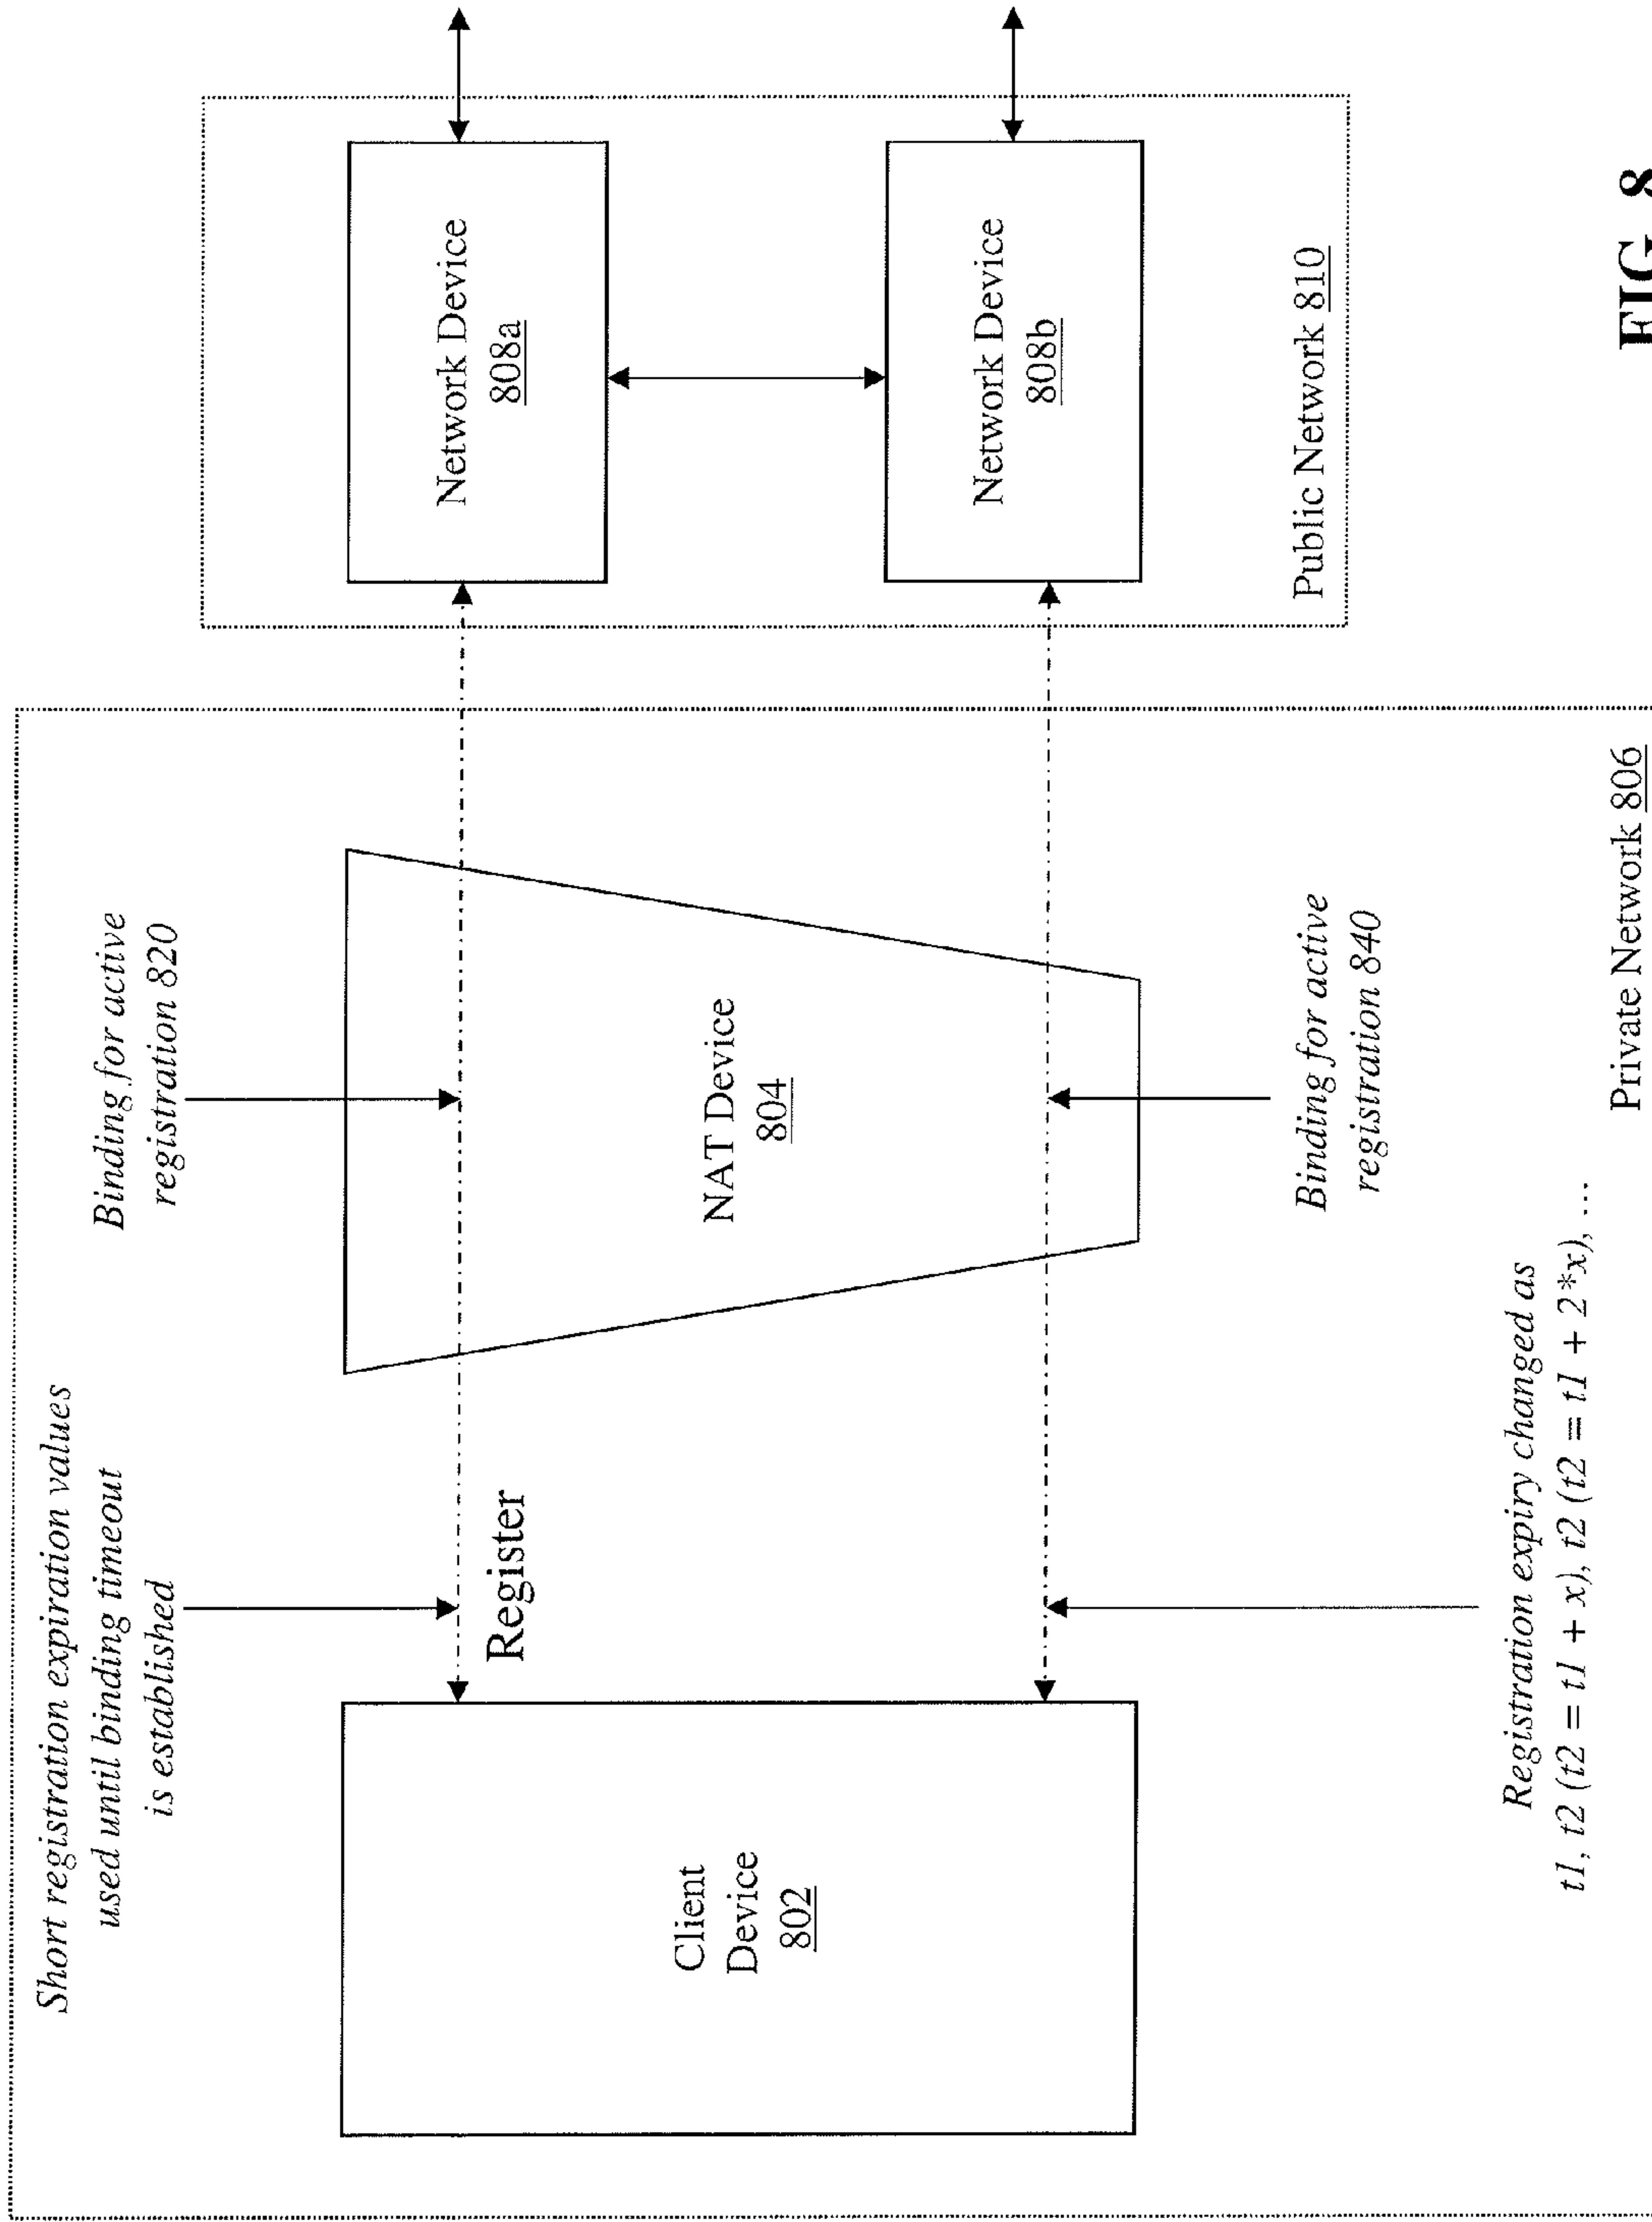 Short registration expiration values
used until binding timeout
is established
Binding for active
registration 820
Register
Client
Device
802
NAT Device
804
Network Device
808a
Network Device
808b
Public Network 810
Binding for active
registration 840
Registration expiry changed as
t1, t2 (t2 = t1 + x), t2 (t2 = t1 + 2*x), ...
Private Network 806
FIG. 8